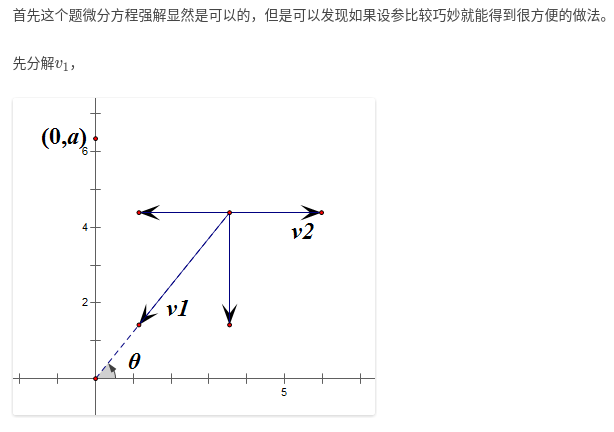 首先这个题微分方程强解显然是可以的，但是可以发现如果设参比较巧妙就能得到很方便的做法。
先分解v₁，
(0,a)
6
4
v2
2
v1
θ
5